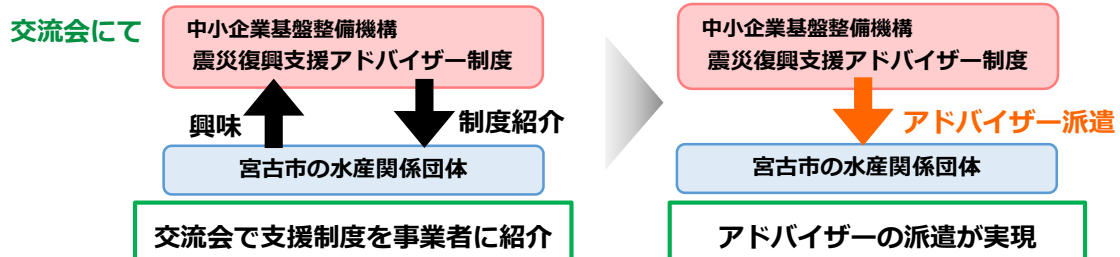 交流会にて
中小企業基盤整備機構
震災復興支援アドバイザー制度
興味
制度紹介
宮古市の水産関係団体
交流会で支援制度を事業者に紹介
中小企業基盤整備機構
震災復興支援アドバイザー制度
アドバイザー派遣
宮古市の水産関係団体
アドバイザーの派遣が実現